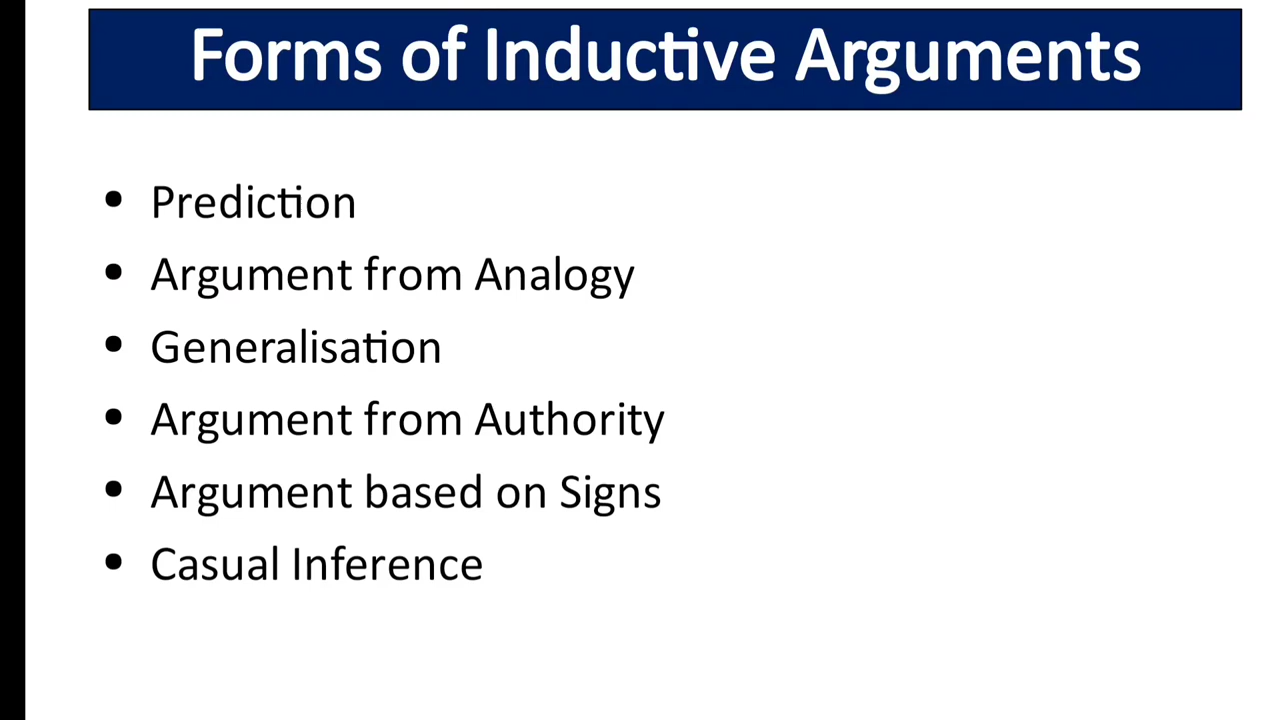 Forms of Inductive Arguments
• Prediction
• Argument from Analogy
• Generalisation
• Argument from Authority
• Argument based on Signs
• Casual Inference